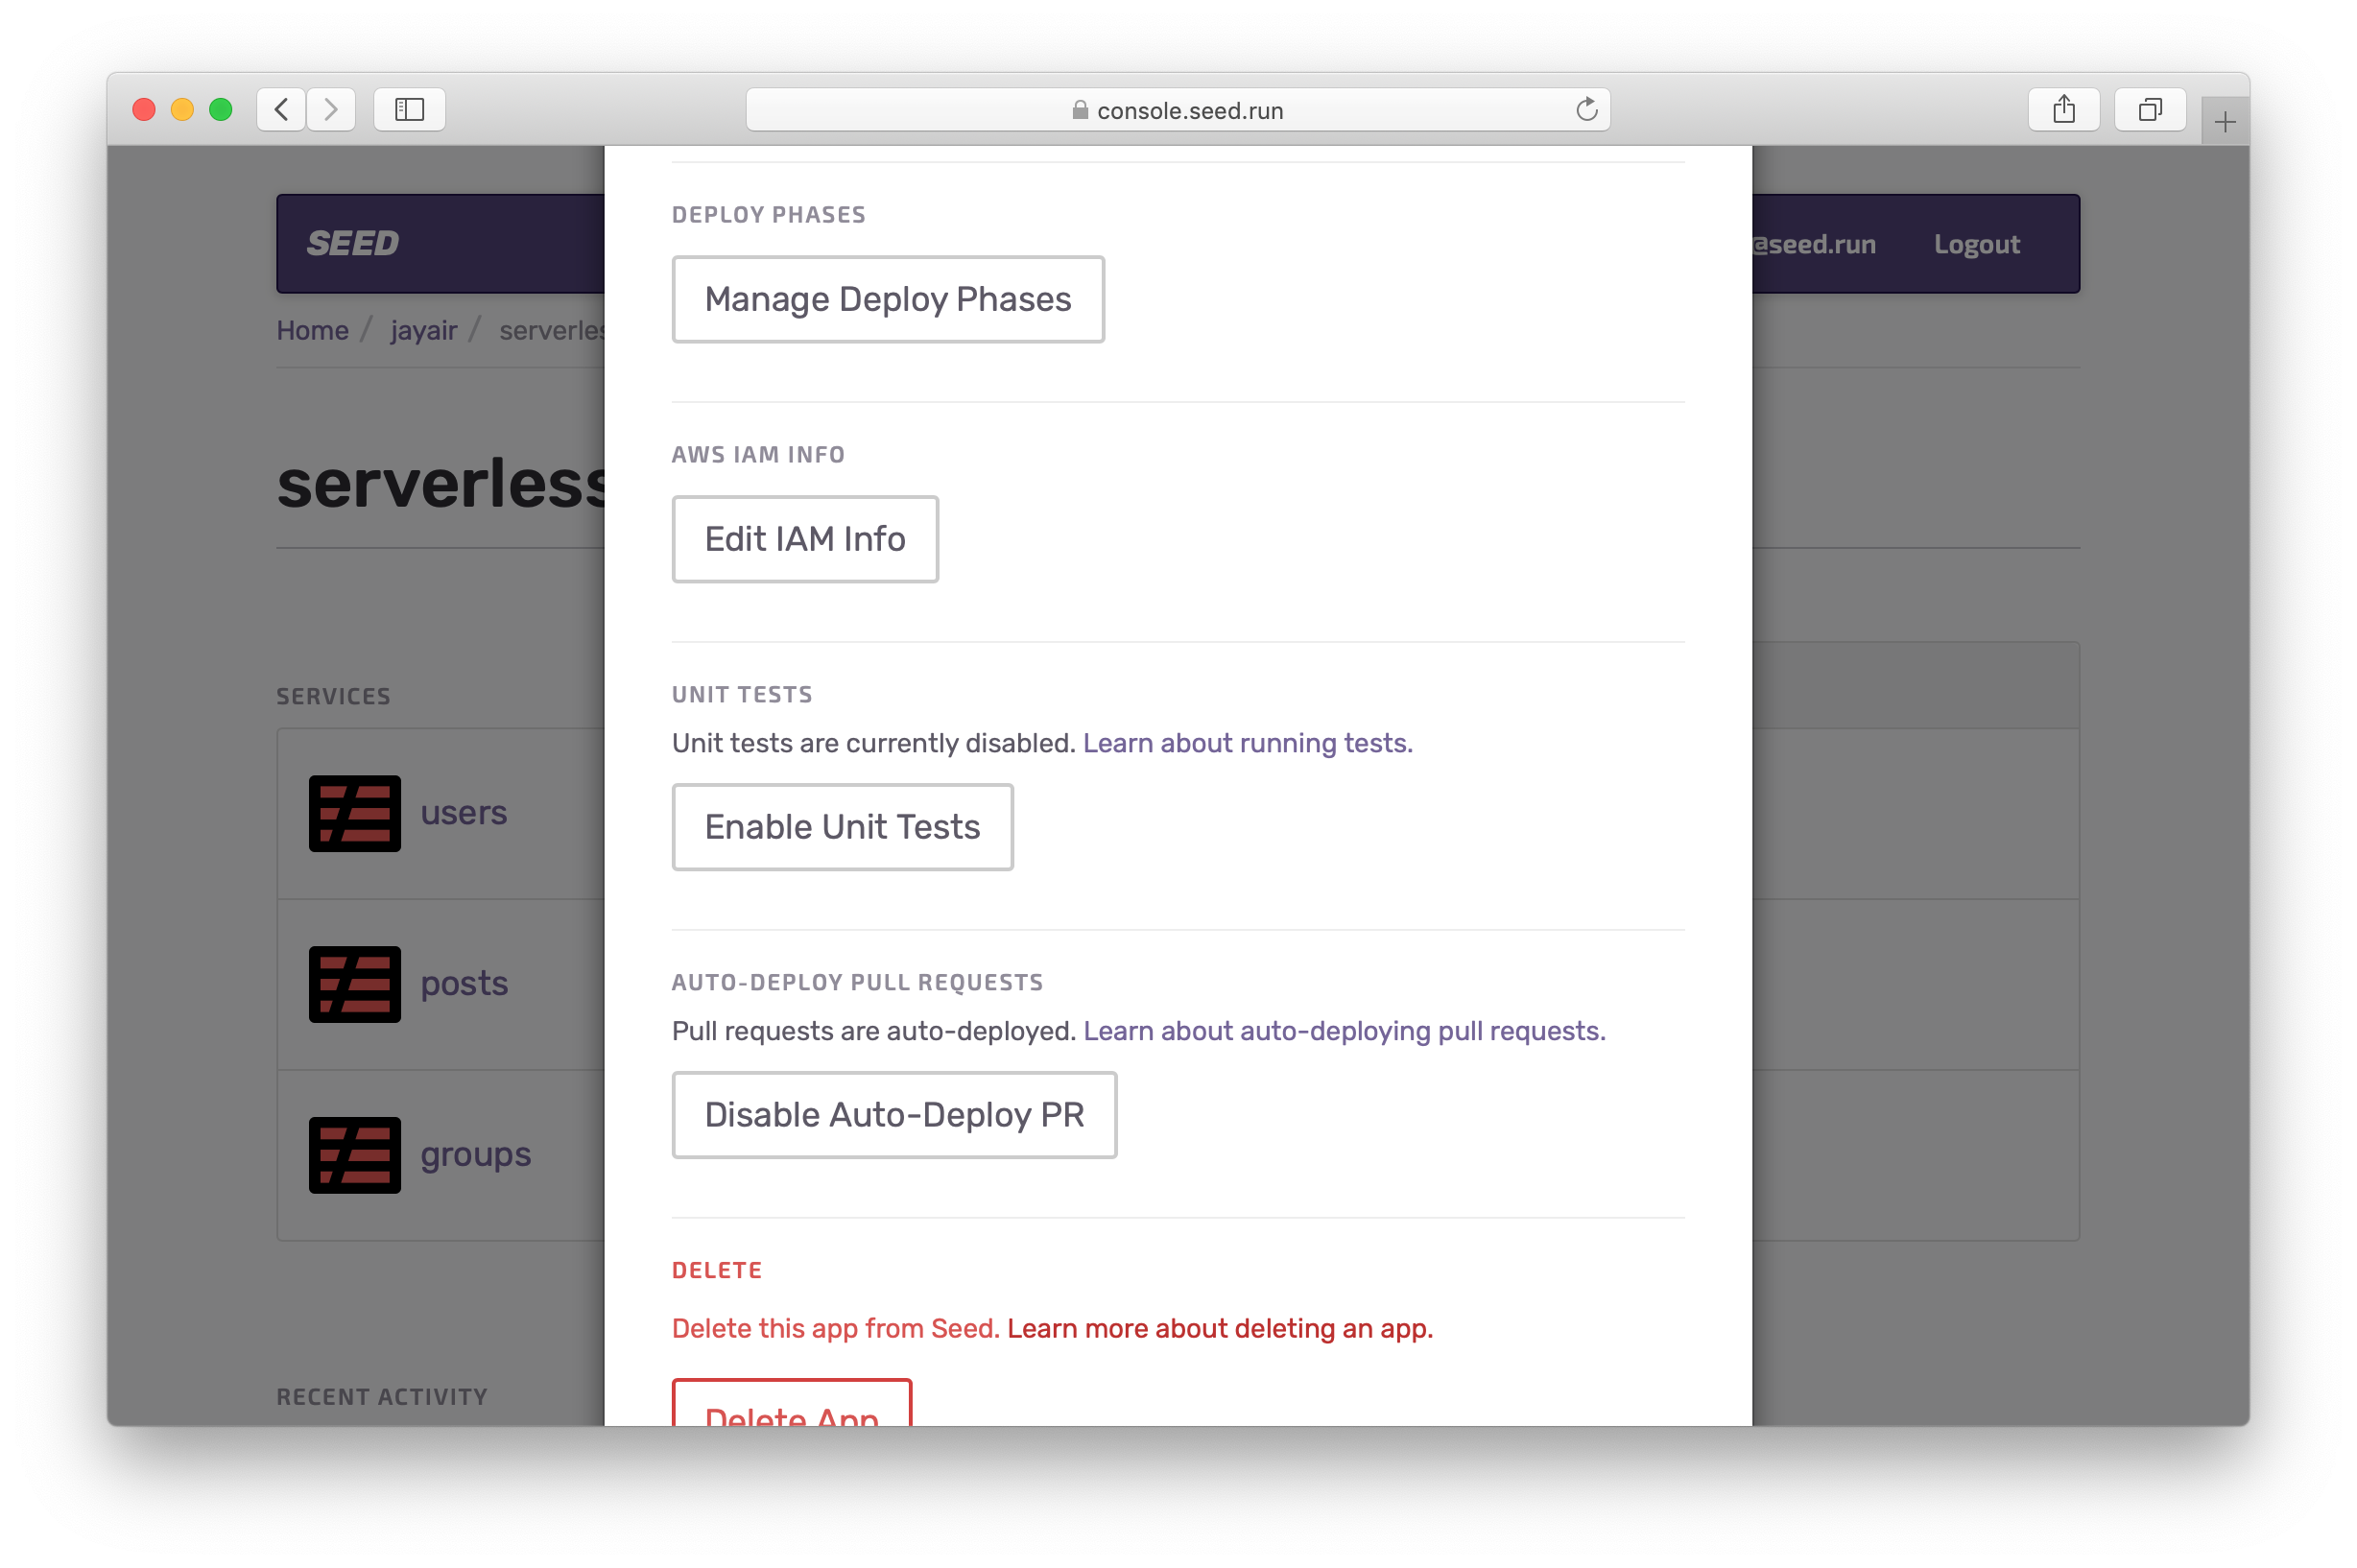 console.seed.run
SEED
@seed.run
Logout
Home / jayair /
serverless
SERVICES
users
posts
groups
RECENT ACTIVITY
DEPLOY PHASES
Manage Deploy Phases
AWS IAM INFO
Edit IAM Info
UNIT TESTS
Unit tests are currently disabled. Learn about running tests.
Enable Unit Tests
AUTO-DEPLOY PULL REQUESTS
Pull requests are auto-deployed. Learn about auto-deploying pull requests.
Disable Auto-Deploy PR
DELETE
Delete this app from Seed. Learn more about deleting an app.
Delete App